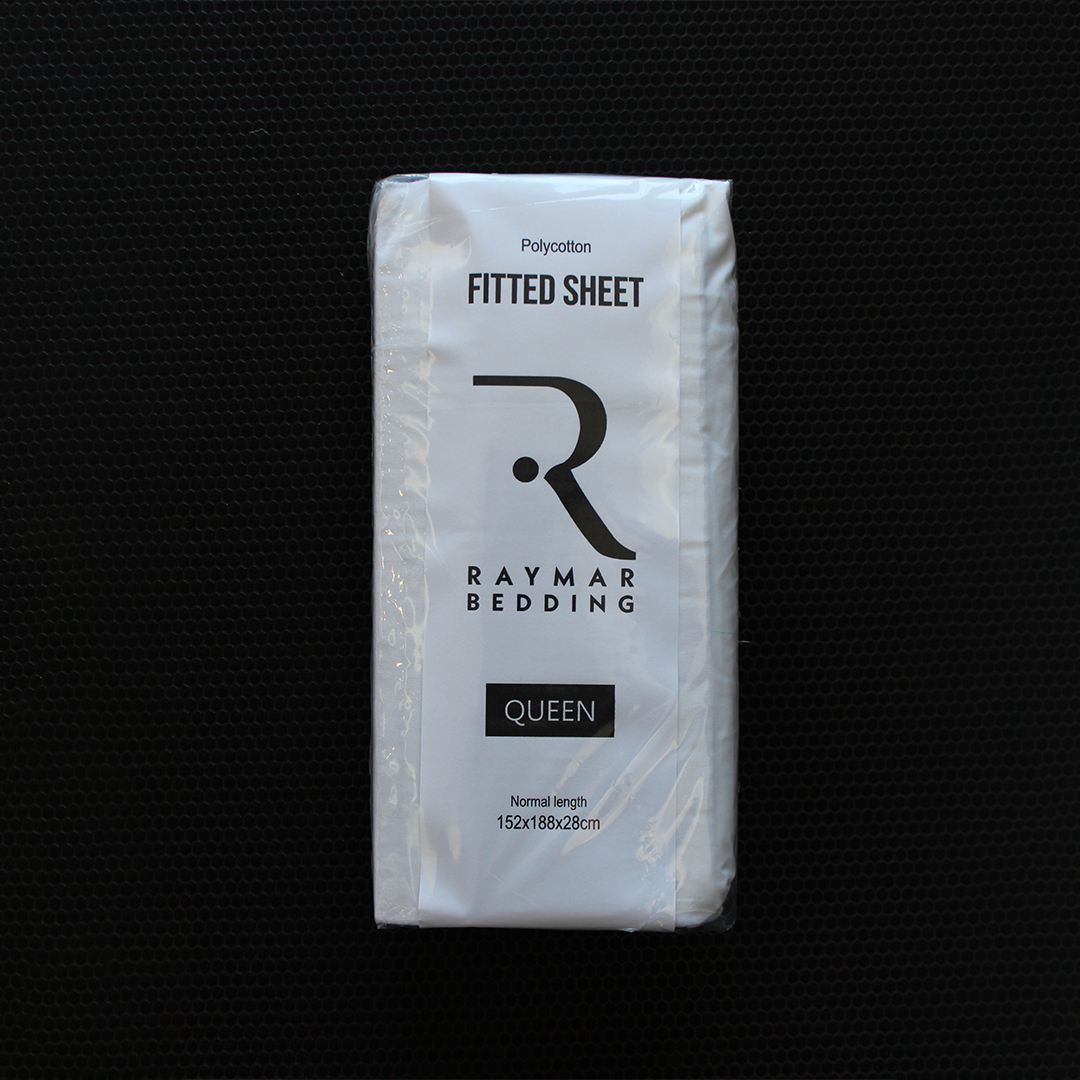 Polycotton
FITTED SHEET
R
RAYMAR
BEDDING
QUEEN
Normal length
152x188x28cm